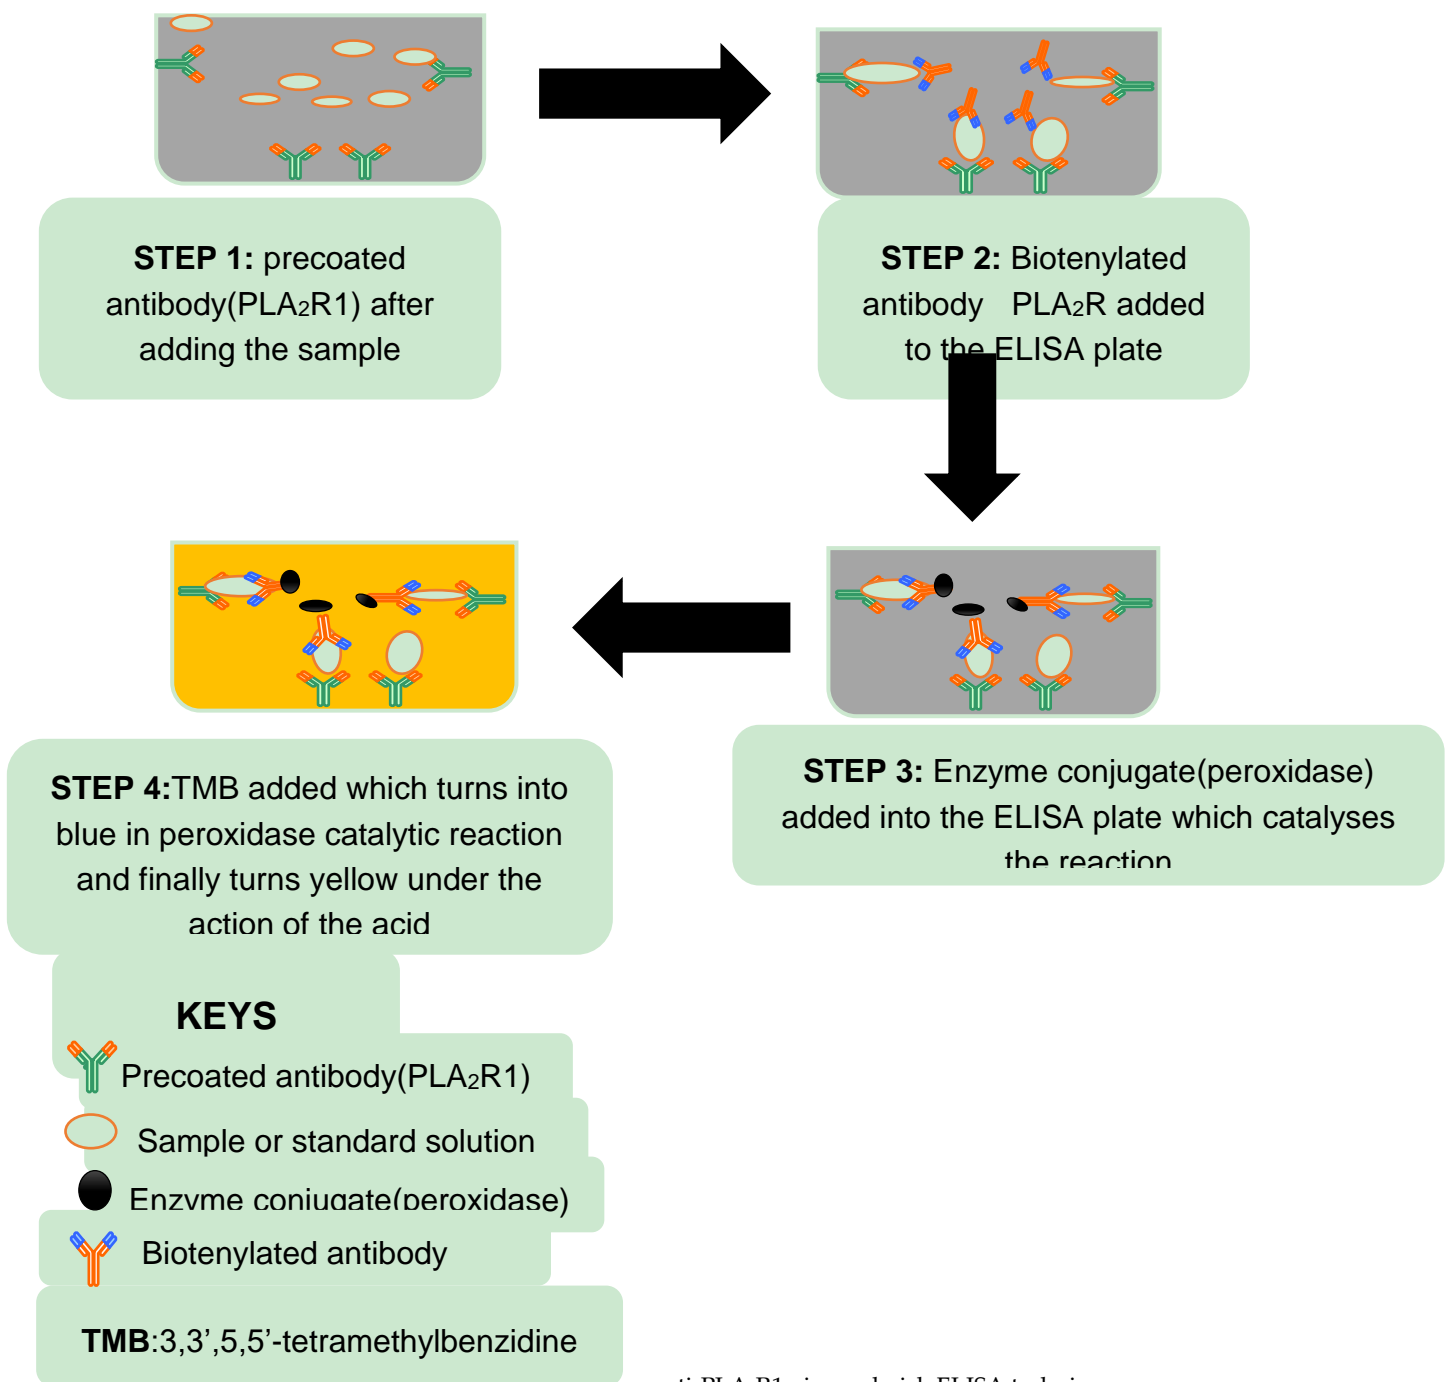 STEP 1: precoated
antibody(PLA₂R1) after
adding the sample
STEP 2: Biotenylated
antibody PLA₂R added
to the ELISA plate
STEP 3: Enzyme conjugate(peroxidase)
added into the ELISA plate which catalyses
the reaction
STEP 4:TMB added which turns into
blue in peroxidase catalytic reaction
and finally turns yellow under the
action of the acid
KEYS
Precoated antibody(PLA₂R1)
Sample or standard solution
Enzyme conjugate(peroxidase)
Biotenylated antibody
TMB:3,3’,5,5’-tetramethylbenzidine